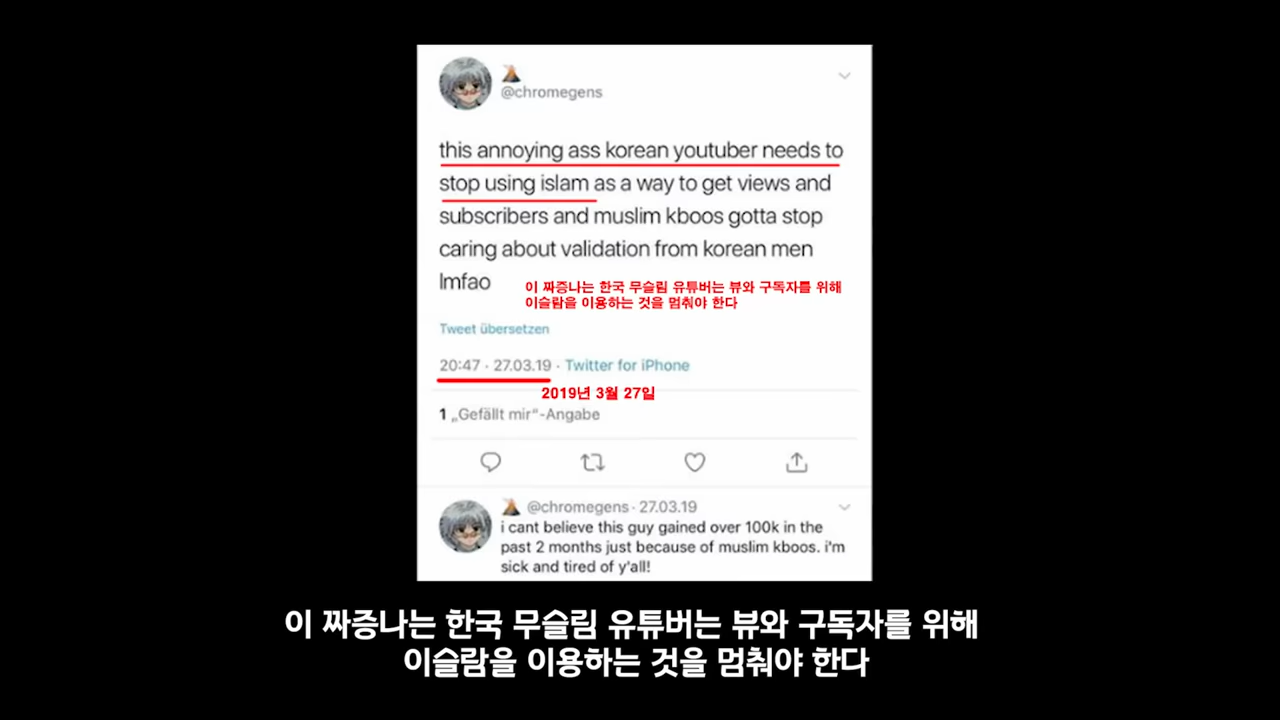 @chromegens
this annoying ass korean youtuber needs to
stop using islam as a way to get views and
subscribers and muslim kboos gotta stop
caring about validation from korean men
lmfao
이 짜증나는 한국 무슬림 유튜버는 뷰와 구독자를 위해
이슬람을 이용하는 것을 멈춰야 한다
Tweet übersetzen
20:47 · 27.03.19 · Twitter for iPhone
2019년 3월 27일
1 „Gefällt mir“-Angabe
@chromegens · 27.03.19
i cant believe this guy gained over 100k in the
past 2 months just because of muslim kboos. i'm
sick and tired of y'all!
이 짜증나는 한국 무슬림 유튜버는 뷰와 구독자를 위해
이슬람을 이용하는 것을 멈춰야 한다